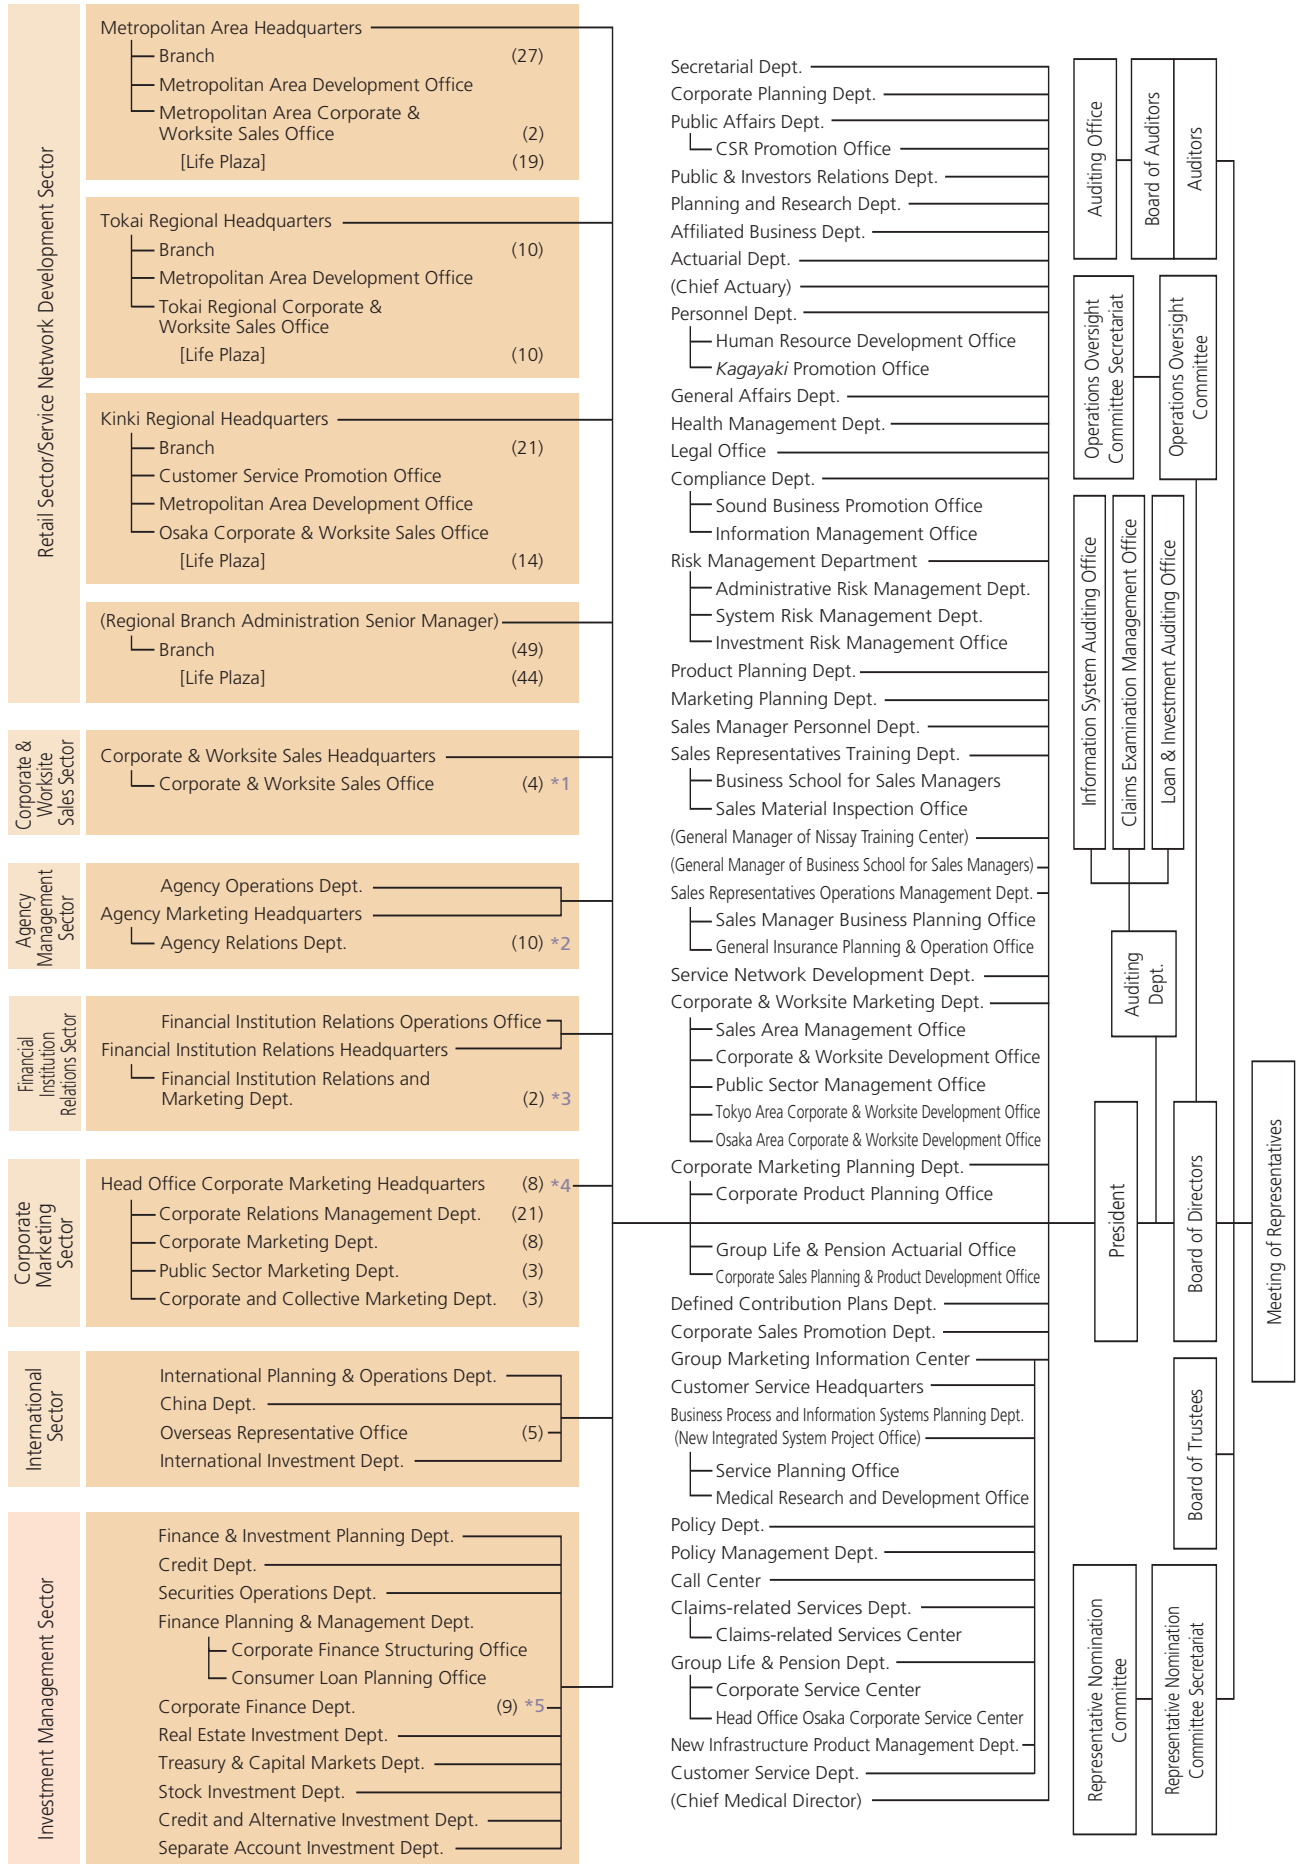 Retail Sector/Service Network Development Sector
Metropolitan Area Headquarters
Branch (27)
Metropolitan Area Development Office
Metropolitan Area Corporate &
Worksite Sales Office (2)
[Life Plaza] (19)
Tokai Regional Headquarters
Branch (10)
Metropolitan Area Development Office
Tokai Regional Corporate &
Worksite Sales Office
[Life Plaza] (10)
Kinki Regional Headquarters
Branch (21)
Customer Service Promotion Office
Metropolitan Area Development Office
Osaka Corporate & Worksite Sales Office
[Life Plaza] (14)
(Regional Branch Administration Senior Manager)
Branch (49)
[Life Plaza] (44)
Corporate &
Worksite
Sales Sector
Corporate & Worksite Sales Headquarters
Corporate & Worksite Sales Office (4) *1
Agency
Management
Sector
Agency Operations Dept.
Agency Marketing Headquarters
Agency Relations Dept. (10) *2
Financial
Institution
Relations Sector
Financial Institution Relations Operations Office
Financial Institution Relations Headquarters
Financial Institution Relations and
Marketing Dept. (2) *3
Corporate
Marketing
Sector
Head Office Corporate Marketing Headquarters (8) *4
Corporate Relations Management Dept. (21)
Corporate Marketing Dept. (8)
Public Sector Marketing Dept. (3)
Corporate and Collective Marketing Dept. (3)
International
Sector
International Planning & Operations Dept.
China Dept.
Overseas Representative Office (5)
International Investment Dept.
Investment Management Sector
Finance & Investment Planning Dept.
Credit Dept.
Securities Operations Dept.
Finance Planning & Management Dept.
Corporate Finance Structuring Office
Consumer Loan Planning Office
Corporate Finance Dept. (9) *5
Real Estate Investment Dept.
Treasury & Capital Markets Dept.
Stock Investment Dept.
Credit and Alternative Investment Dept.
Separate Account Investment Dept.
Secretarial Dept.
Corporate Planning Dept.
Public Affairs Dept.
CSR Promotion Office
Public & Investors Relations Dept.
Planning and Research Dept.
Affiliated Business Dept.
Actuarial Dept.
(Chief Actuary)
Personnel Dept.
Human Resource Development Office
Kagayaki Promotion Office
General Affairs Dept.
Health Management Dept.
Legal Office
Compliance Dept.
Sound Business Promotion Office
Information Management Office
Risk Management Department
Administrative Risk Management Dept.
System Risk Management Dept.
Investment Risk Management Office
Product Planning Dept.
Marketing Planning Dept.
Sales Manager Personnel Dept.
Sales Representatives Training Dept.
Business School for Sales Managers
Sales Material Inspection Office
(General Manager of Nissay Training Center)
(General Manager of Business School for Sales Managers)
Sales Representatives Operations Management Dept.
Sales Manager Business Planning Office
General Insurance Planning & Operation Office
Service Network Development Dept.
Corporate & Worksite Marketing Dept.
Sales Area Management Office
Corporate & Worksite Development Office
Public Sector Management Office
Tokyo Area Corporate & Worksite Development Office
Osaka Area Corporate & Worksite Development Office
Corporate Marketing Planning Dept.
Corporate Product Planning Office
Group Life & Pension Actuarial Office
Corporate Sales Planning & Product Development Office
Defined Contribution Plans Dept.
Corporate Sales Promotion Dept.
Group Marketing Information Center
Customer Service Headquarters
Business Process and Information Systems Planning Dept.
(New Integrated System Project Office)
Service Planning Office
Medical Research and Development Office
Policy Dept.
Policy Management Dept.
Call Center
Claims-related Services Dept.
Claims-related Services Center
Group Life & Pension Dept.
Corporate Service Center
Head Office Osaka Corporate Service Center
New Infrastructure Product Management Dept.
Customer Service Dept.
(Chief Medical Director)
Auditing Office
Board of Auditors
Auditors
Operations Oversight
Committee Secretariat
Operations Oversight
Committee
Information System Auditing Office
Claims Examination Management Office
Loan & Investment Auditing Office
Auditing
Dept.
President
Board of Directors
Meeting of Representatives
Board of Trustees
Representative Nomination
Committee
Representative Nomination
Committee Secretariat